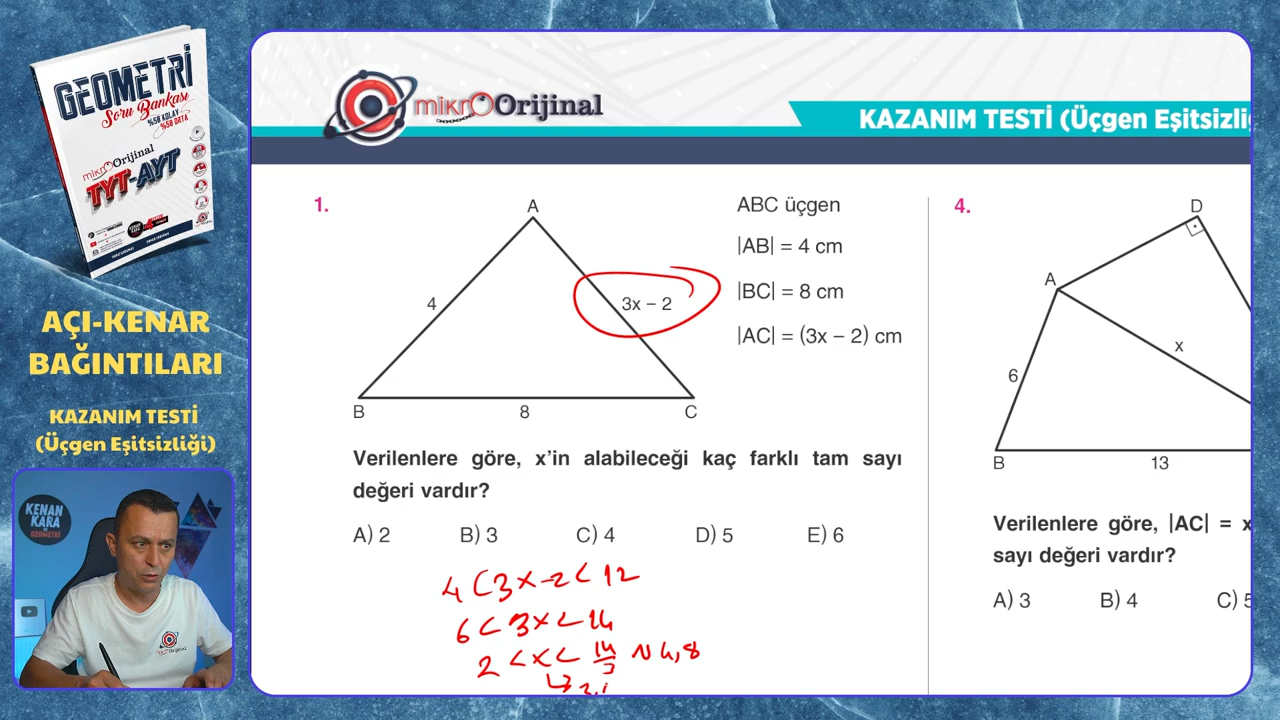 GEOMETRİ
Soru Bankası
%50 KOLAY
%50 ORTA
mikro Orijinal
TYT-AYT
AÇI-KENAR
BAĞINTILARI
KAZANIM TESTİ
(Üçgen Eşitsizliği)
KENAN
KARA
GEOMETRİ
mikro Orijinal
KAZANIM TESTİ (Üçgen Eşitsizli
1.
A
4
3x − 2
B
8
C
ABC üçgen
|AB| = 4 cm
|BC| = 8 cm
|AC| = (3x − 2) cm
Verilenlere göre, x'in alabileceği kaç farklı tam sayı
değeri vardır?
A) 2 B) 3 C) 4 D) 5 E) 6
4 < 3x-2 < 12
6 < 3x < 14
2 < x < 14/3 ~ 4,8
4.
D
A
x
6
B
13
Verilenlere göre, |AC| = x
sayı değeri vardır?
A) 3 B) 4 C) 5